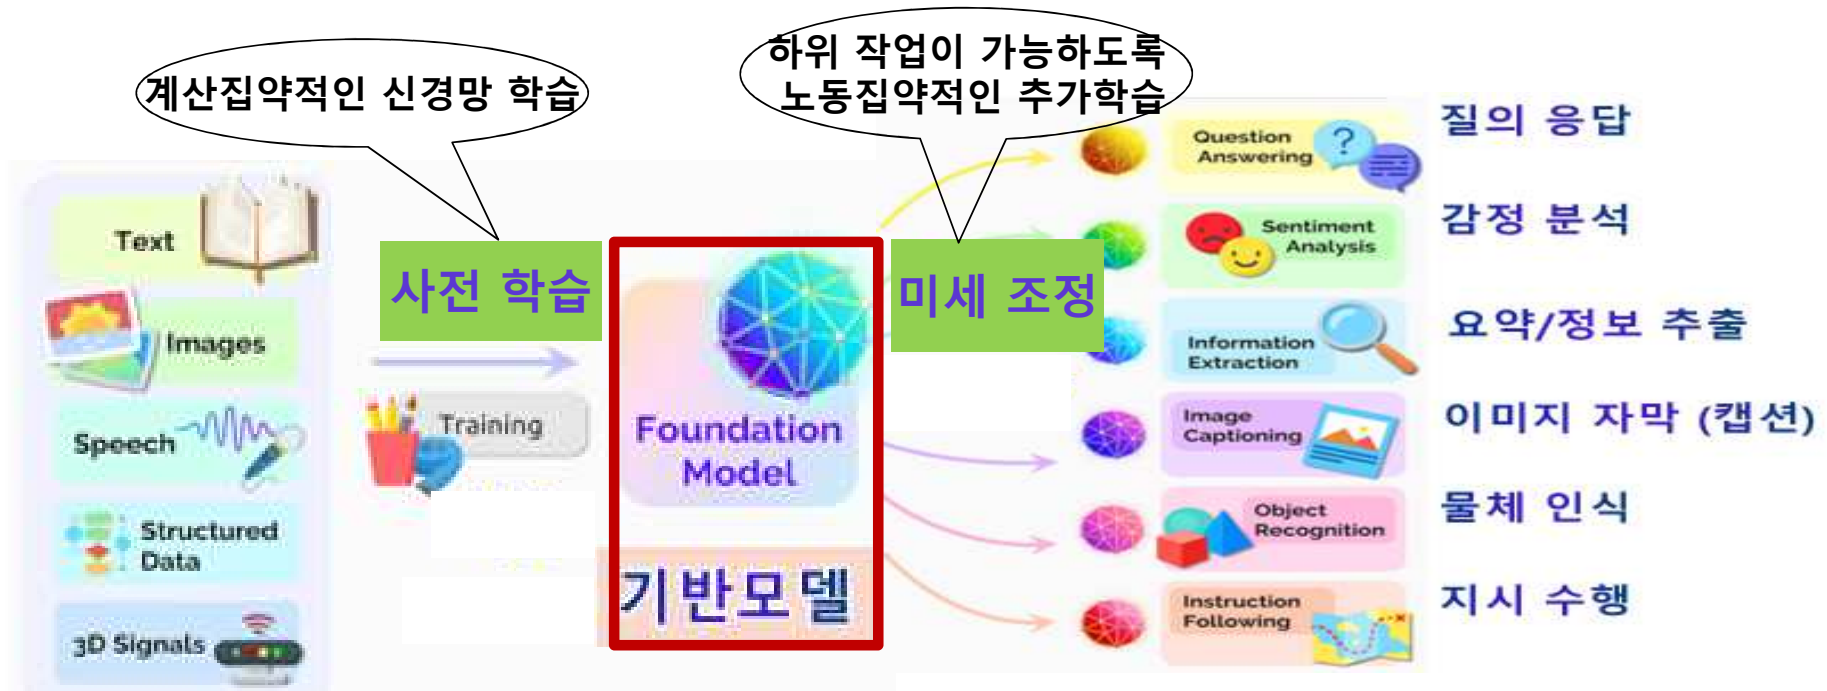 계산집약적인 신경망 학습
하위 작업이 가능하도록
노동집약적인 추가학습
Text
Images
Speech
Structured
Data
3D Signals
사전 학습
Training
Foundation
Model
기반모델
미세 조정
Question
Answering
?
질의 응답
Sentiment
Analysis
감정 분석
Information
Extraction
요약/정보 추출
Image
Captioning
이미지 자막 (캡션)
Object
Recognition
물체 인식
Instruction
Following
지시 수행